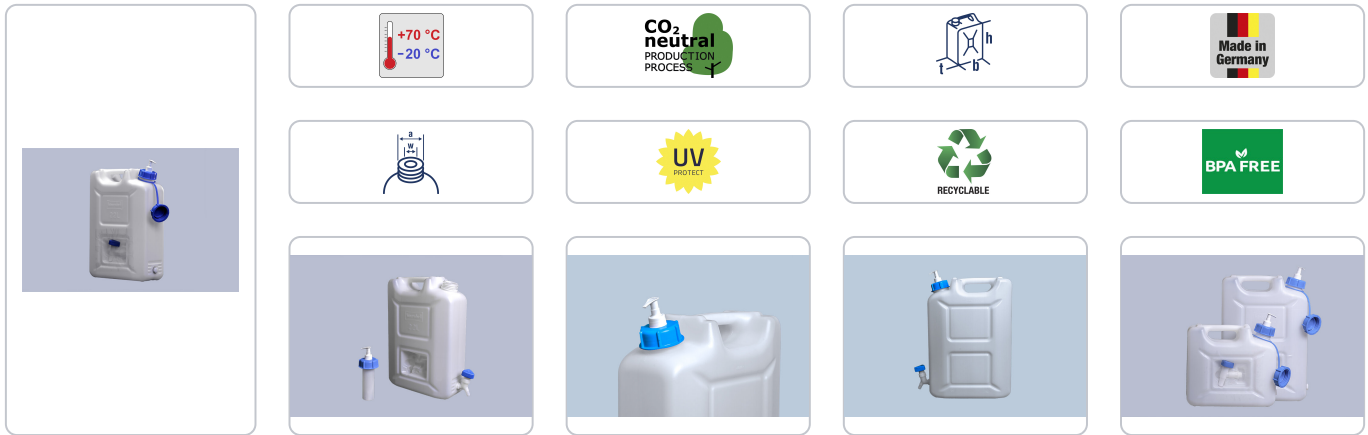 +70 °C
−20 °C
CO₂
neutral
PRODUCTION
PROCESS
h
t
b
Made in
Germany
a
w
UV
PROTECT
RECYCLABLE
BPA FREE